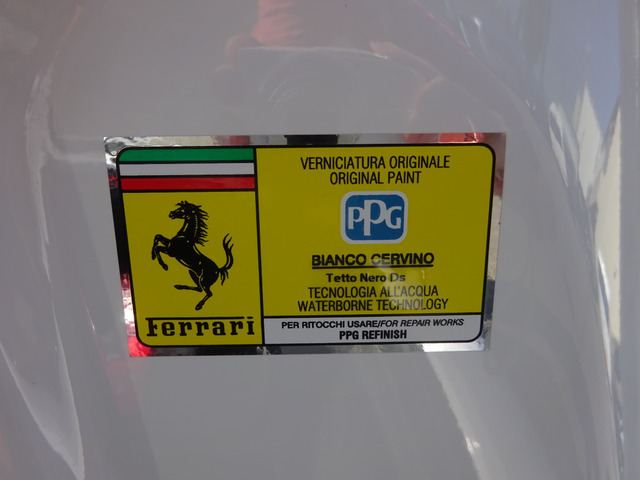 VERNICIATURA ORIGINALE
ORIGINAL PAINT
PPG
BIANCO CERVINO
Tetto Nero Ds
TECNOLOGIA ALL'ACQUA
WATERBORNE TECHNOLOGY
Ferrari
PER RITOCCHI USARE/FOR REPAIR WORKS
PPG REFINISH